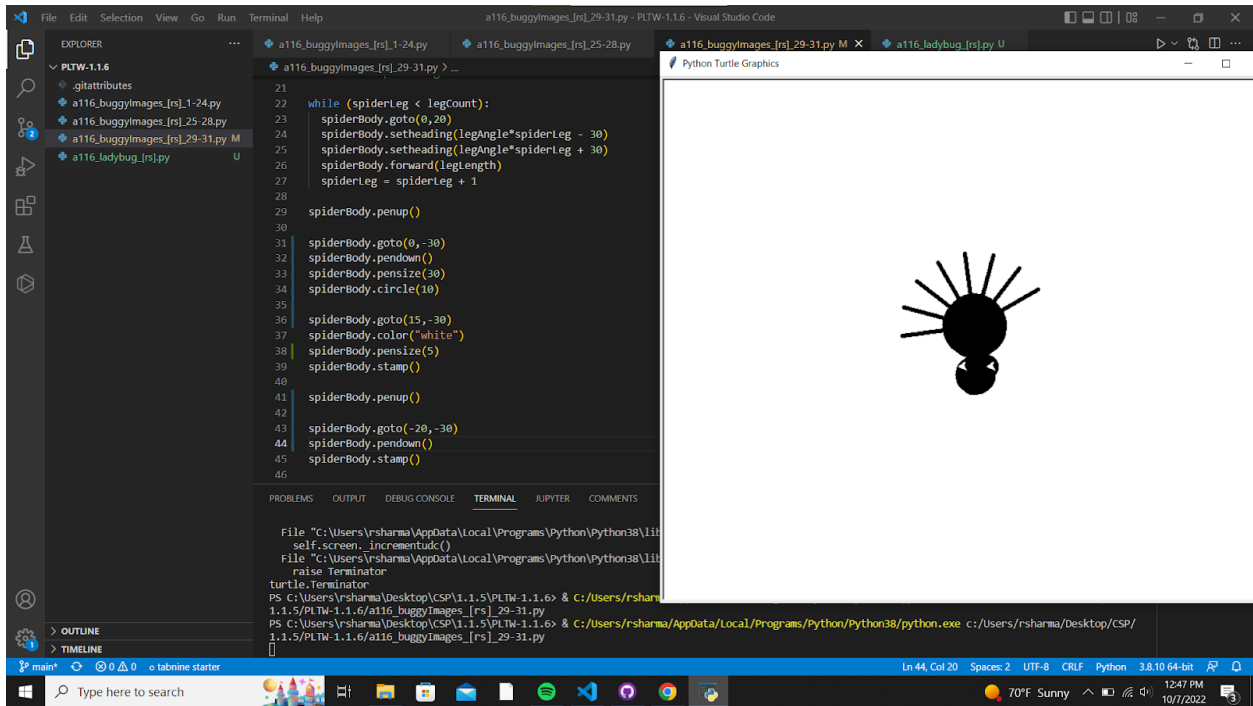 File Edit Selection View Go Run Terminal Help a116_buggyImages_[rs]_29-31.py - PLTW-1.1.6 - Visual Studio Code
EXPLORER
PLTW-1.1.6
.gitattributes
a116_buggyImages_[rs]_1-24.py
a116_buggyImages_[rs]_25-28.py
a116_buggyImages_[rs]_29-31.py M
a116_ladybug_[rs].py U
a116_buggyImages_[rs]_1-24.py a116_buggyImages_[rs]_25-28.py a116_buggyImages_[rs]_29-31.py M a116_ladybug_[rs].py U
a116_buggyImages_[rs]_29-31.py > ...
21
22 while (spiderLeg < legCount):
23 spiderBody.goto(0,20)
24 spiderBody.setheading(legAngle*spiderLeg - 30)
25 spiderBody.setheading(legAngle*spiderLeg + 30)
26 spiderBody.forward(legLength)
27 spiderLeg = spiderLeg + 1
28
29 spiderBody.penup()
30
31 spiderBody.goto(0,-30)
32 spiderBody.pendown()
33 spiderBody.pensize(30)
34 spiderBody.circle(10)
35
36 spiderBody.goto(15,-30)
37 spiderBody.color("white")
38 spiderBody.pensize(5)
39 spiderBody.stamp()
40
41 spiderBody.penup()
42
43 spiderBody.goto(-20,-30)
44 spiderBody.pendown()
45 spiderBody.stamp()
46
Python Turtle Graphics
PROBLEMS OUTPUT DEBUG CONSOLE TERMINAL JUPYTER COMMENTS
File "C:\Users\rsharma\AppData\Local\Programs\Python\Python38\lib
self.screen._incrementudc()
File "C:\Users\rsharma\AppData\Local\Programs\Python\Python38\lib
raise Terminator
turtle.Terminator
PS C:\Users\rsharma\Desktop\CSP\1.1.5\PLTW-1.1.6> & C:/Users/rsharm
1.1.5/PLTW-1.1.6/a116_buggyImages_[rs]_29-31.py
PS C:\Users\rsharma\Desktop\CSP\1.1.5\PLTW-1.1.6> & C:/Users/rsharma/AppData/Local/Programs/Python/Python38/python.exe c:/Users/rsharma/Desktop/CSP/
1.1.5/PLTW-1.1.6/a116_buggyImages_[rs]_29-31.py
OUTLINE
TIMELINE
2
1
main* 0 0 0 tabnine starter Ln 44, Col 20 Spaces: 2 UTF-8 CRLF Python 3.8.10 64-bit
Type here to search 70°F Sunny 12:47 PM
10/7/2022
3